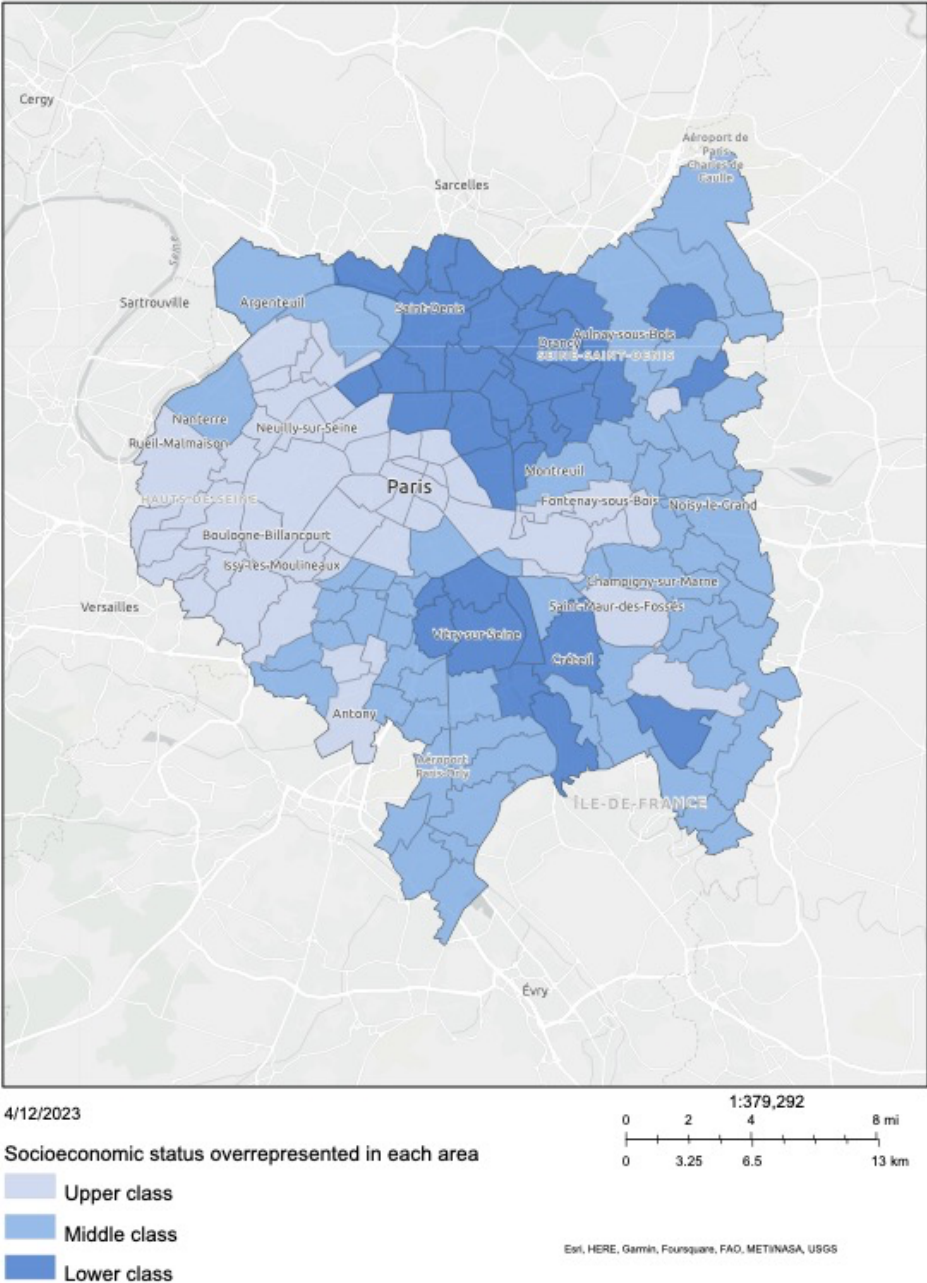 Cergy
Aéroport de
Paris-
Charles de
Gaulle
Sarcelles
Seine
Sartrouville
Argenteuil
Saint-Denis
Aulnay-sous-Bois
Drancy
SEINE-SAINT-DENIS
Nanterre
Neuilly-sur-Seine
Rueil-Malmaison
Montreuil
Paris
HAUTS-DE-SEINE
Fontenay-sous-Bois
Noisy-le-Grand
Boulogne-Billancourt
Issy-les-Moulineaux
Champigny-sur-Marne
Versailles
Saint-Maur-des-Fossés
Vitry-sur-Seine
Créteil
Antony
Aéroport
Paris-Orly
ÎLE-DE-FRANCE
Évry
4/12/2023
1:379,292
0 2 4 8 mi
0 3.25 6.5 13 km
Socioeconomic status overrepresented in each area
Upper class
Middle class
Lower class
Esri, HERE, Garmin, Foursquare, FAO, METI/NASA, USGS